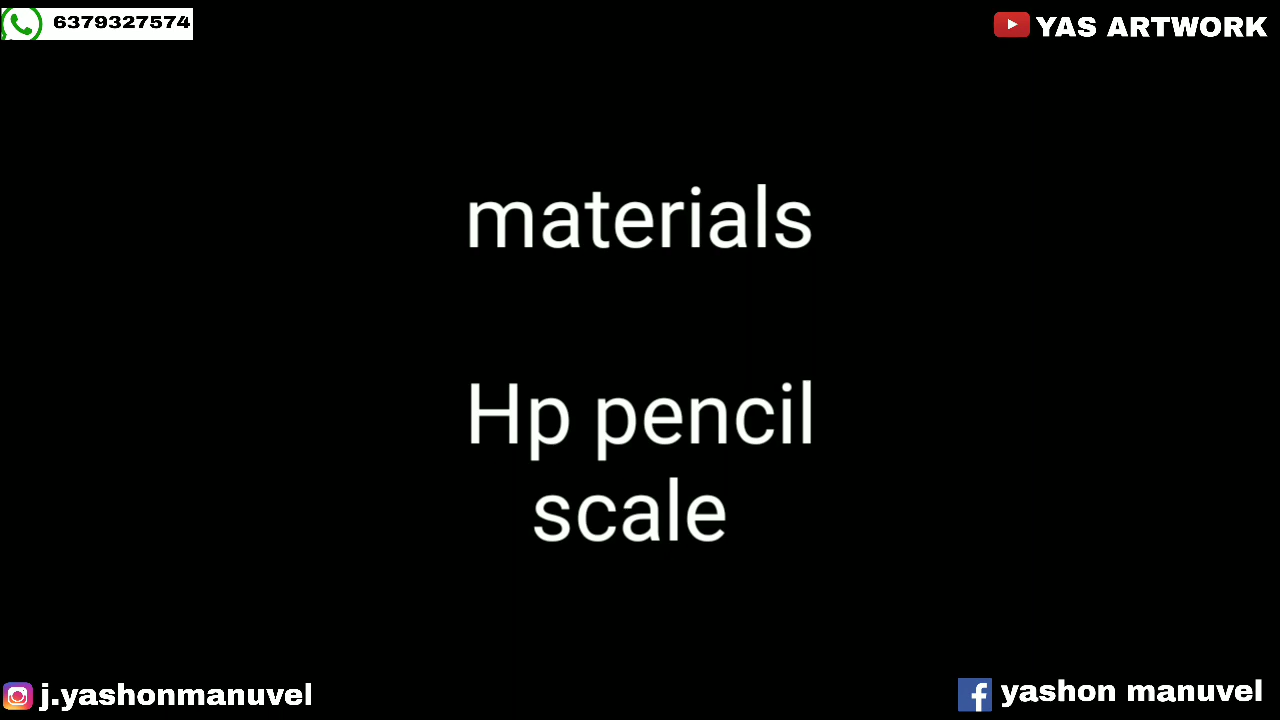 6379327574
YAS ARTWORK
materials
Hp pencil
scale
j.yashonmanuvel
yashon manuvel